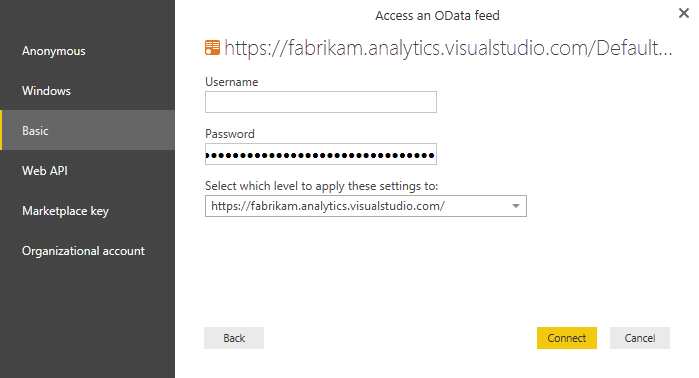 Access an OData feed
Anonymous
Windows
Basic
Web API
Marketplace key
Organizational account
https://fabrikam.analytics.visualstudio.com/Default...
Username
Password
●●●●●●●●●●●●●●●●●●●●●●●●●●●●●●●
Select which level to apply these settings to:
https://fabrikam.analytics.visualstudio.com/
Back
Connect
Cancel